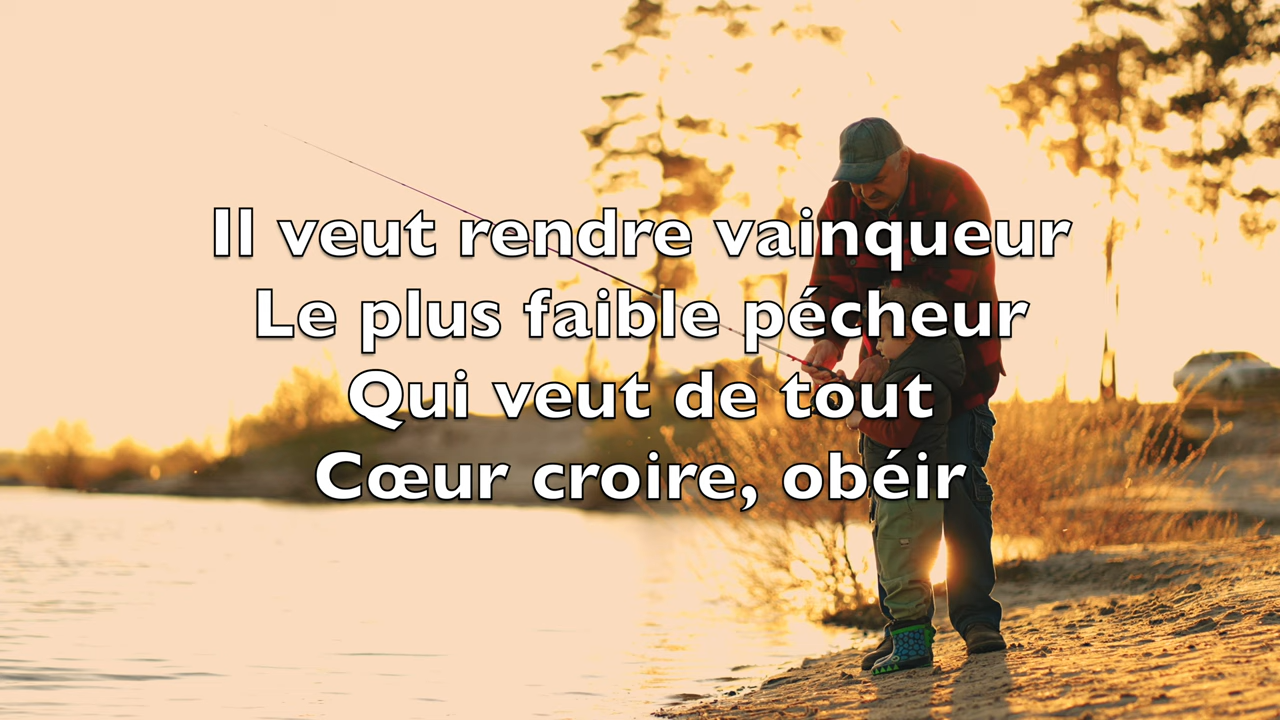 Il veut rendre vainqueur
Le plus faible pécheur
Qui veut de tout
Cœur croire, obéir